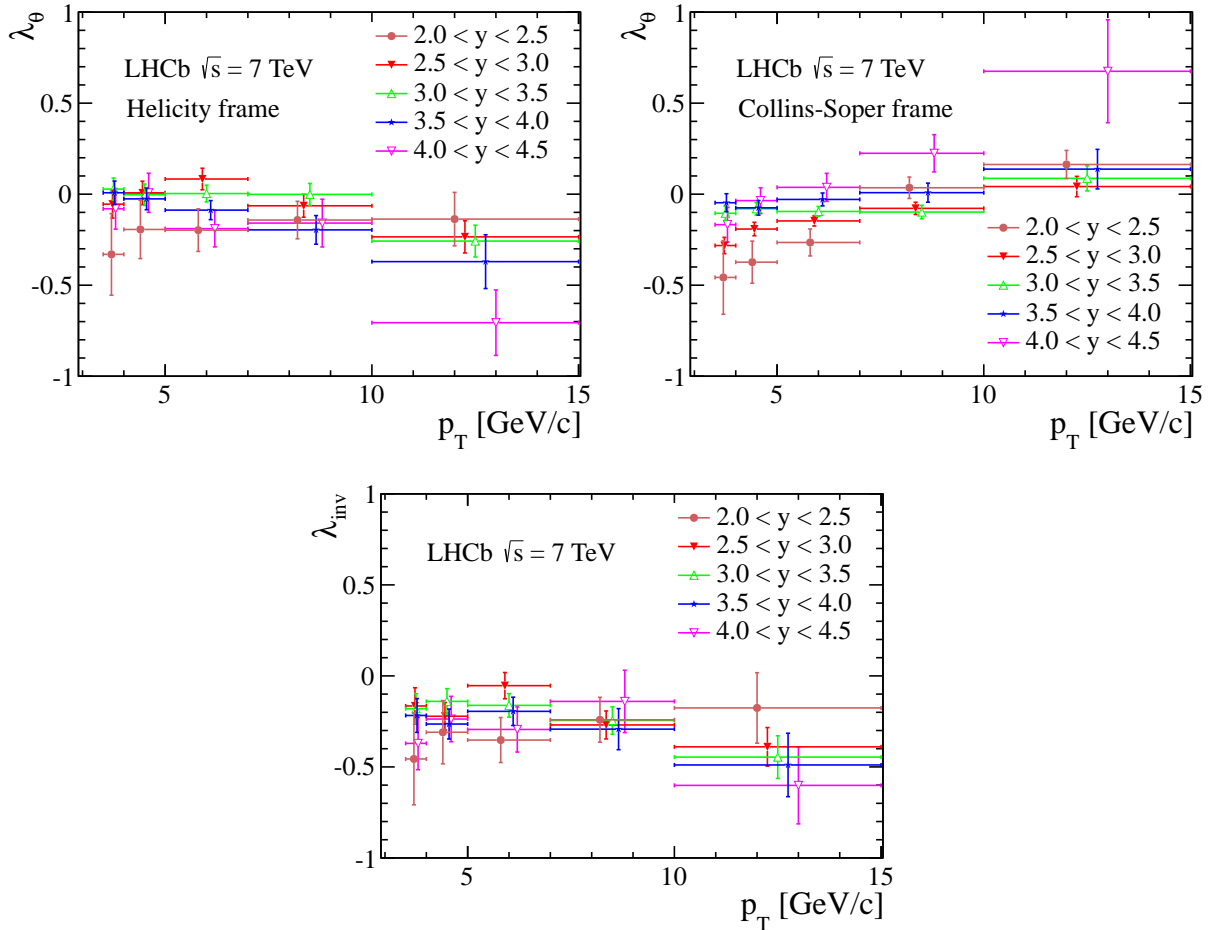 λθ
LHCb √s = 7 TeV
Helicity frame
2.0 < y < 2.5
2.5 < y < 3.0
3.0 < y < 3.5
3.5 < y < 4.0
4.0 < y < 4.5
1
0.5
0
-0.5
-1
5
10
15
pT [GeV/c]
λθ
LHCb √s = 7 TeV
Collins-Soper frame
2.0 < y < 2.5
2.5 < y < 3.0
3.0 < y < 3.5
3.5 < y < 4.0
4.0 < y < 4.5
1
0.5
0
-0.5
-1
5
10
15
pT [GeV/c]
λinv
LHCb √s = 7 TeV
2.0 < y < 2.5
2.5 < y < 3.0
3.0 < y < 3.5
3.5 < y < 4.0
4.0 < y < 4.5
1
0.5
0
-0.5
-1
5
10
15
pT [GeV/c]